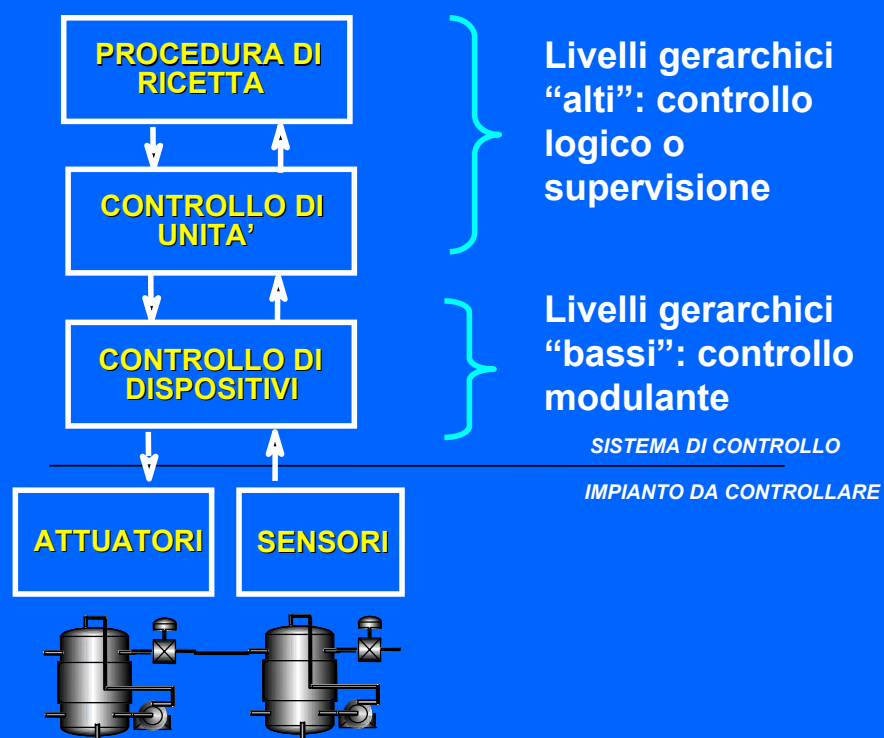 PROCEDURA DI
RICETTA
Livelli gerarchici
“alti”: controllo
logico o
supervisione
CONTROLLO DI
UNITA’
CONTROLLO DI
DISPOSITIVI
Livelli gerarchici
“bassi”: controllo
modulante
SISTEMA DI CONTROLLO
IMPIANTO DA CONTROLLARE
ATTUATORI
SENSORI